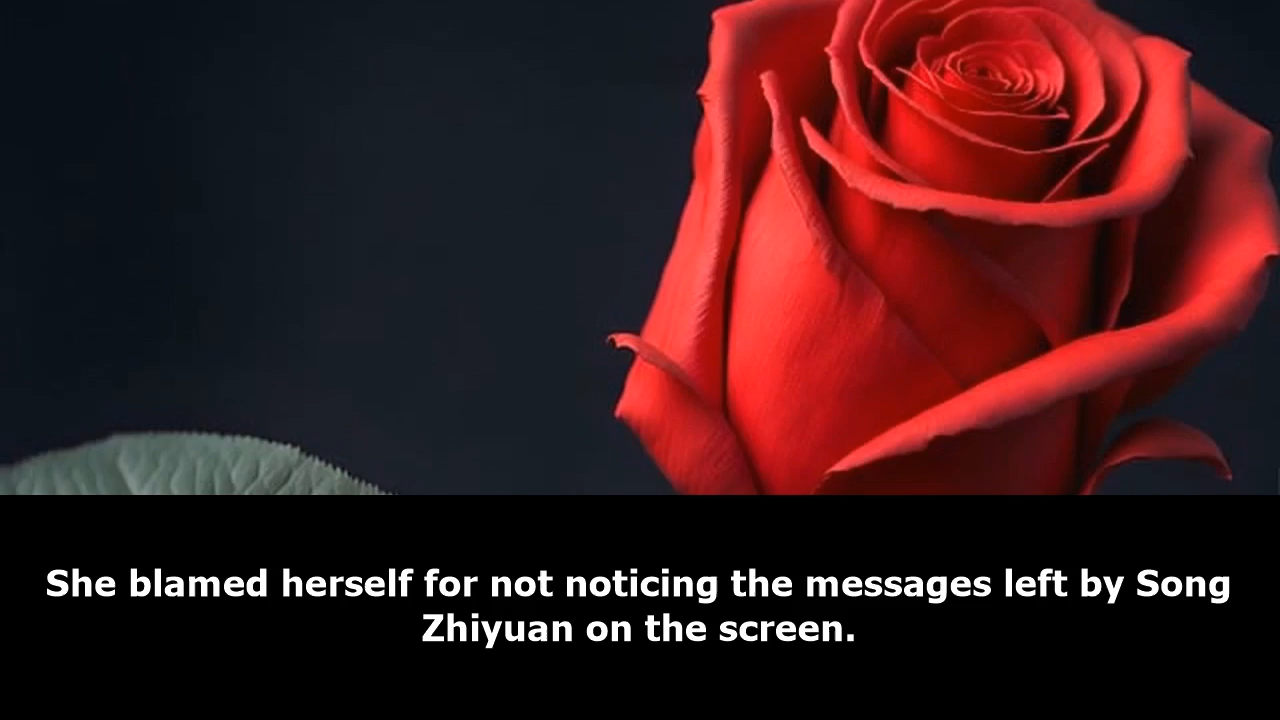 She blamed herself for not noticing the messages left by Song
Zhiyuan on the screen.